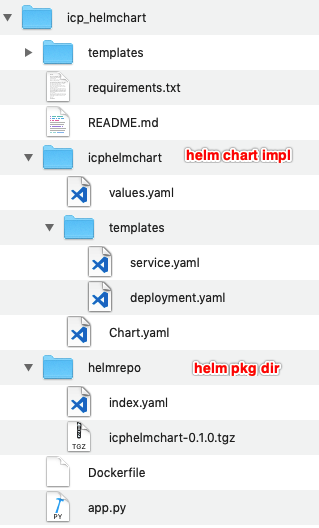 icp_helmchart
templates
requirements.txt
README.md
icphelmchart helm chart impl
values.yaml
templates
service.yaml
deployment.yaml
Chart.yaml
helmrepo helm pkg dir
index.yaml
TGZ icphelmchart-0.1.0.tgz
Dockerfile
PY app.py